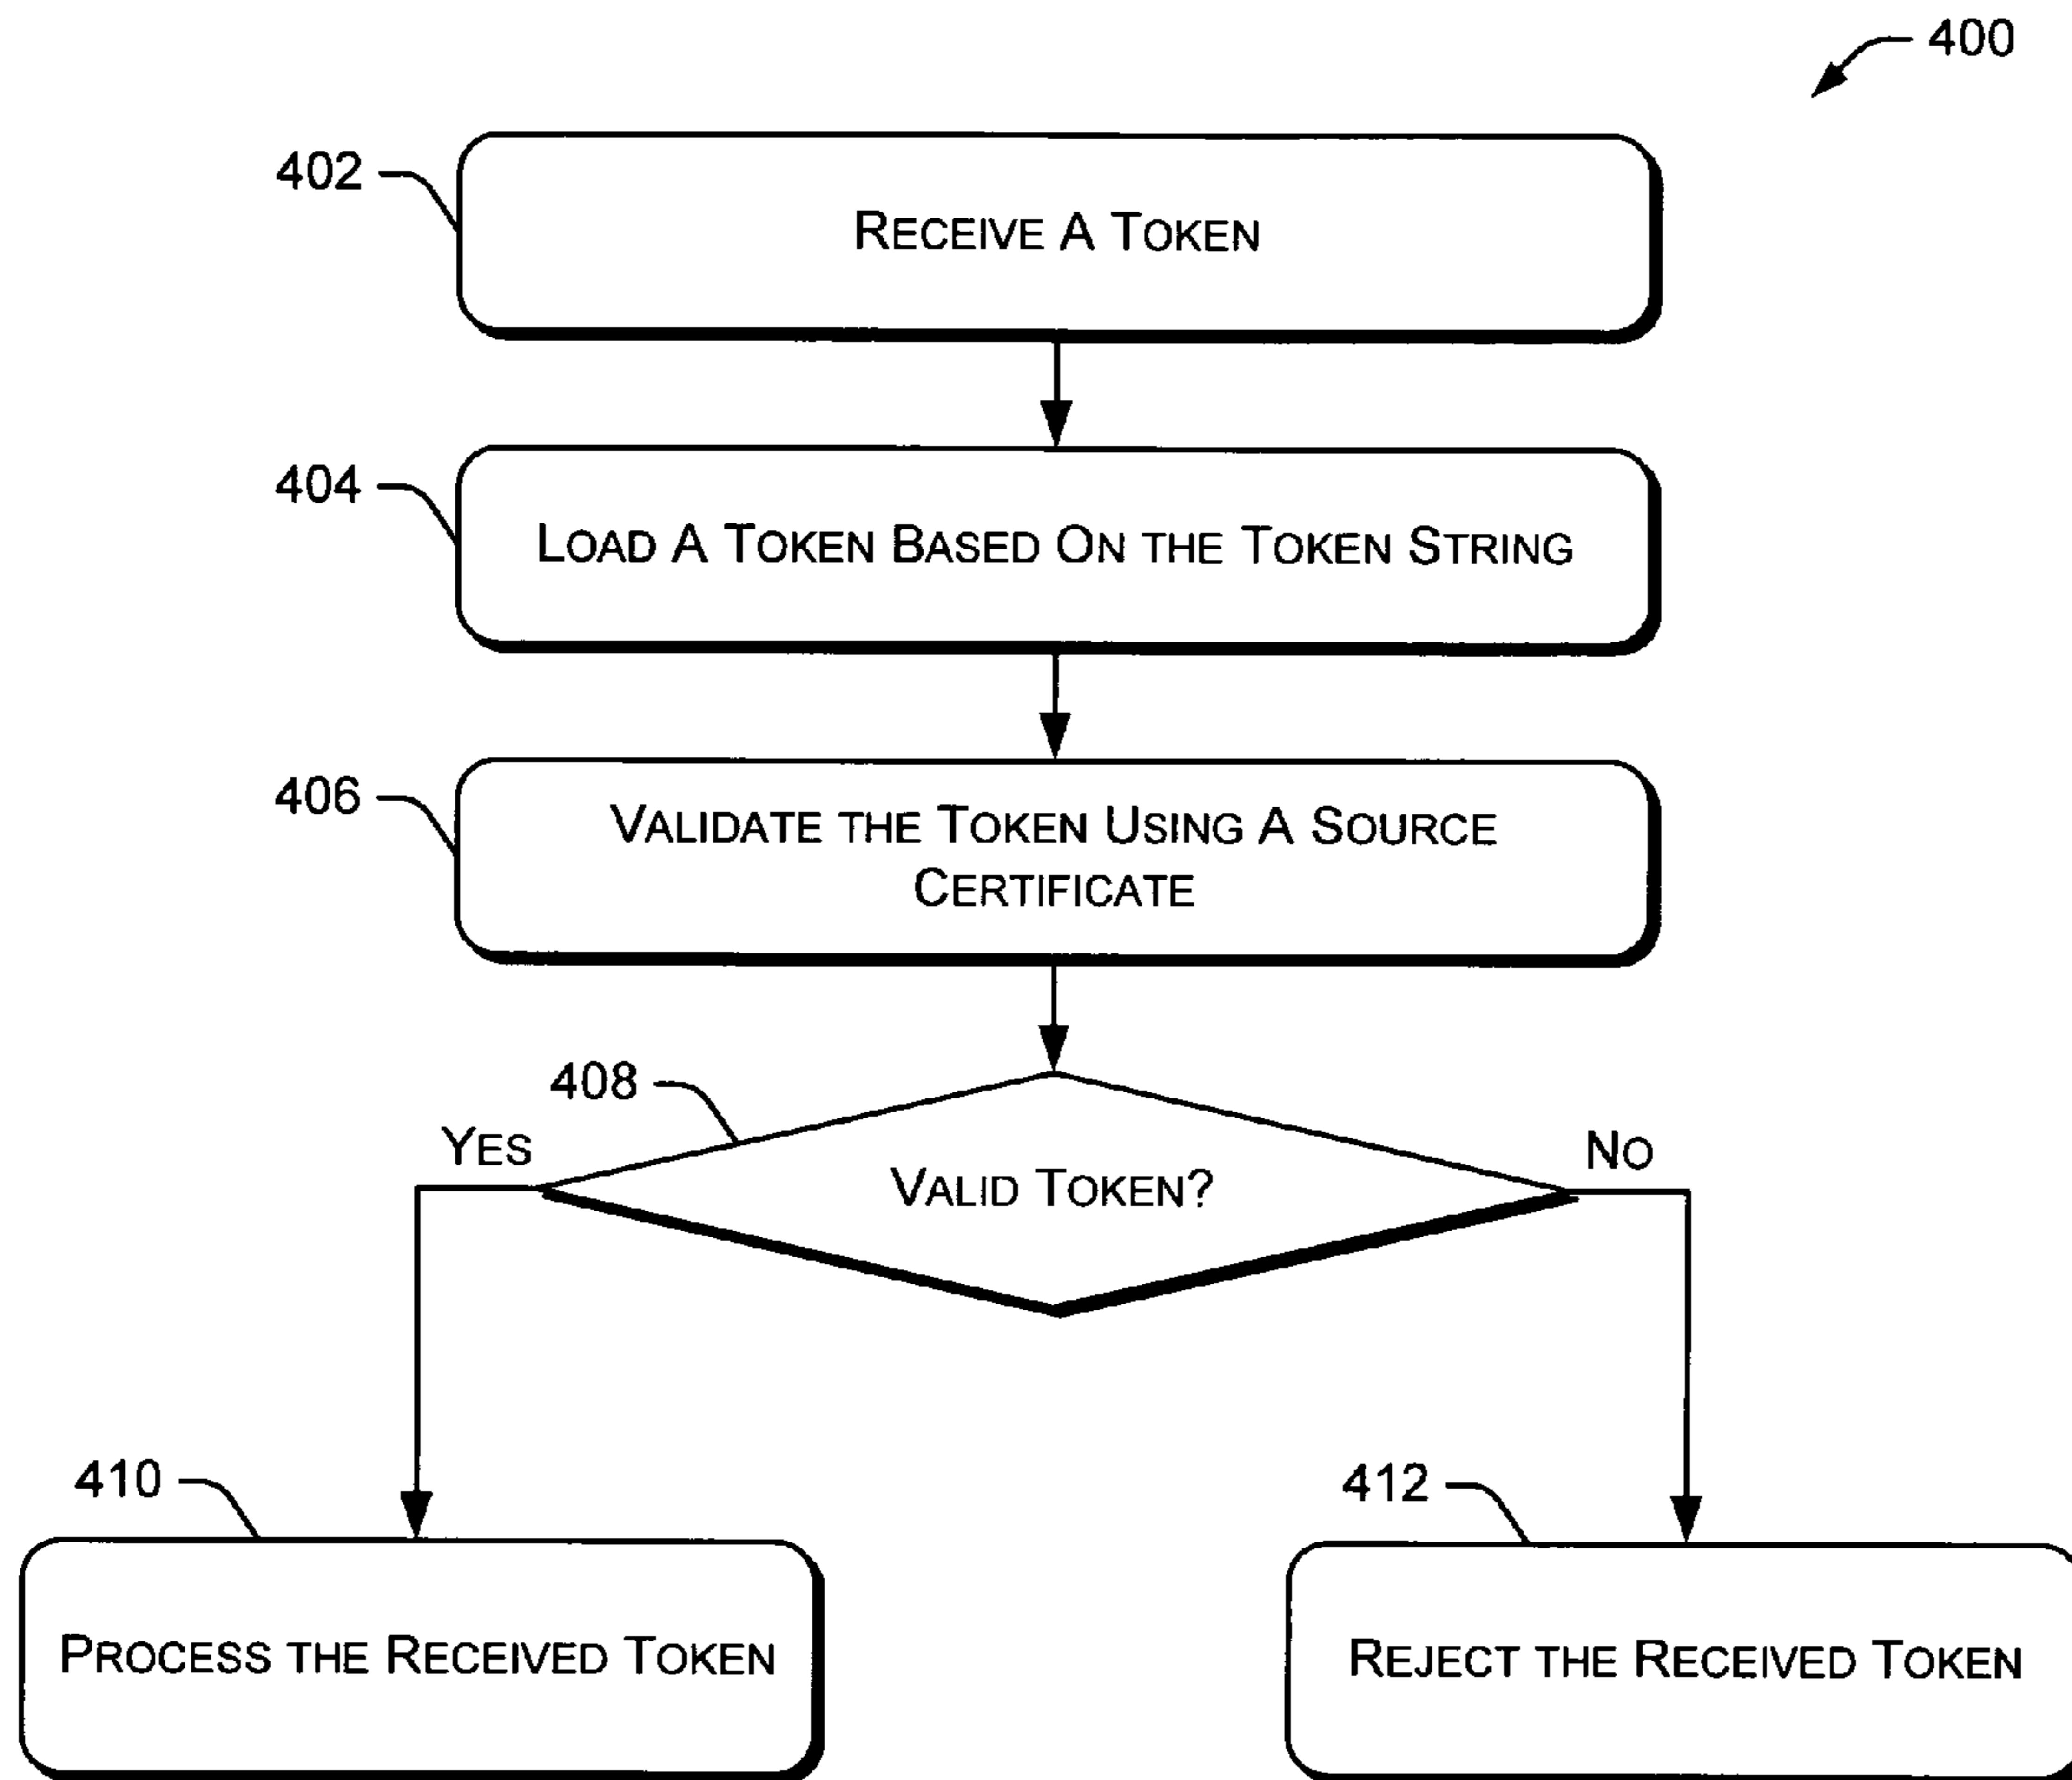 400
402
RECEIVE A TOKEN
404
LOAD A TOKEN BASED ON THE TOKEN STRING
406
VALIDATE THE TOKEN USING A SOURCE
CERTIFICATE
408
YES
NO
VALID TOKEN?
410
412
PROCESS THE RECEIVED TOKEN
REJECT THE RECEIVED TOKEN